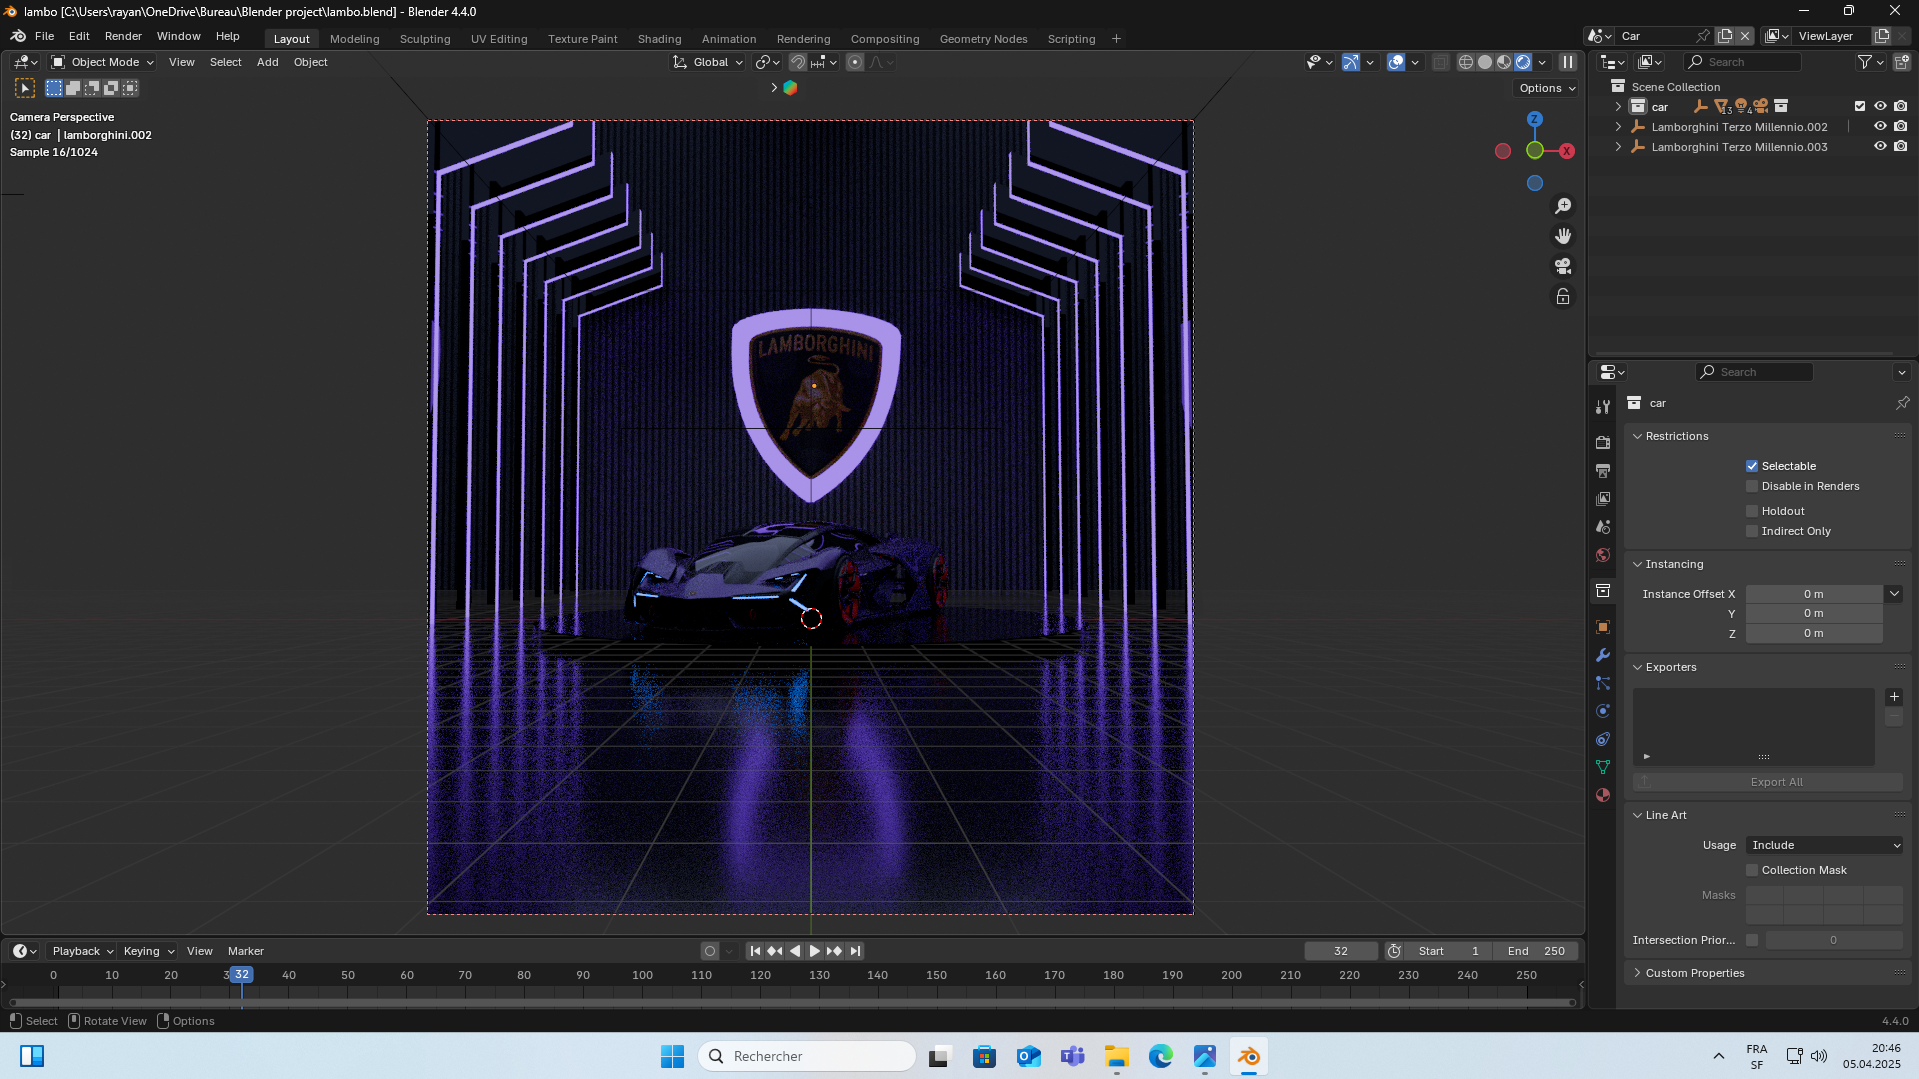 lambo [C:\Users\rayan\OneDrive\Bureau\Blender project\lambo.blend] - Blender 4.4.0
File Edit Render Window Help Layout Modeling Sculpting UV Editing Texture Paint Shading Animation Rendering Compositing Geometry Nodes Scripting + Car ViewLayer
Object Mode View Select Add Object Global Search
Options
Camera Perspective
(32) car | lamborghini.002
Sample 16/1024
Z
X
LAMBORGHINI
Scene Collection
car 13 4
Lamborghini Terzo Millennio.002
Lamborghini Terzo Millennio.003
Search
car
Restrictions
Selectable
Disable in Renders
Holdout
Indirect Only
Instancing
Instance Offset X 0 m
Y 0 m
Z 0 m
Exporters
Export All
Line Art
Usage Include
Collection Mask
Masks
Intersection Prior... 0
Custom Properties
Playback Keying View Marker 32 Start 1 End 250
0 10 20 3 32 40 50 60 70 80 90 100 110 120 130 140 150 160 170 180 190 200 210 220 230 240 250
Select Rotate View Options 4.4.0
Rechercher
FRA
SF
20:46
05.04.2025